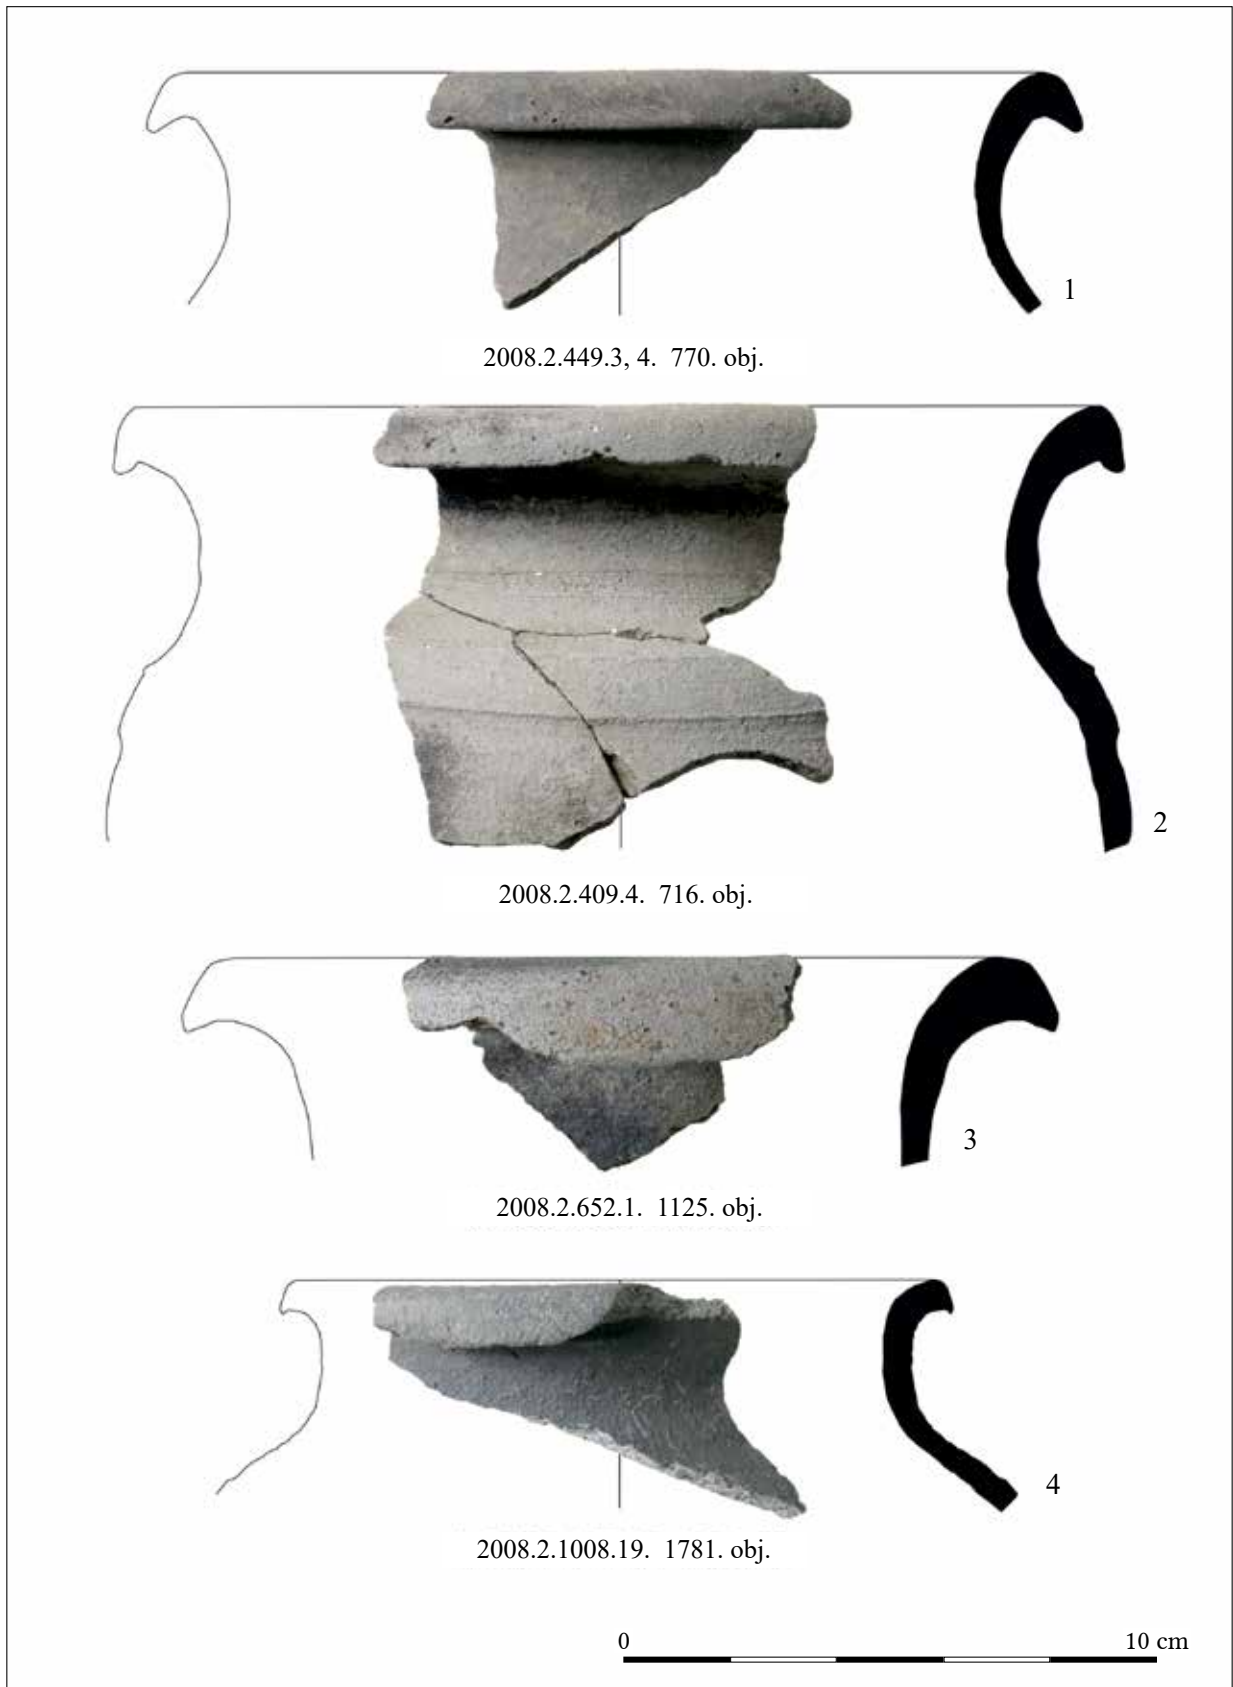 1
2008.2.449.3, 4. 770. obj.
2
2008.2.409.4. 716. obj.
3
2008.2.652.1. 1125. obj.
4
2008.2.1008.19. 1781. obj.
0 10 cm